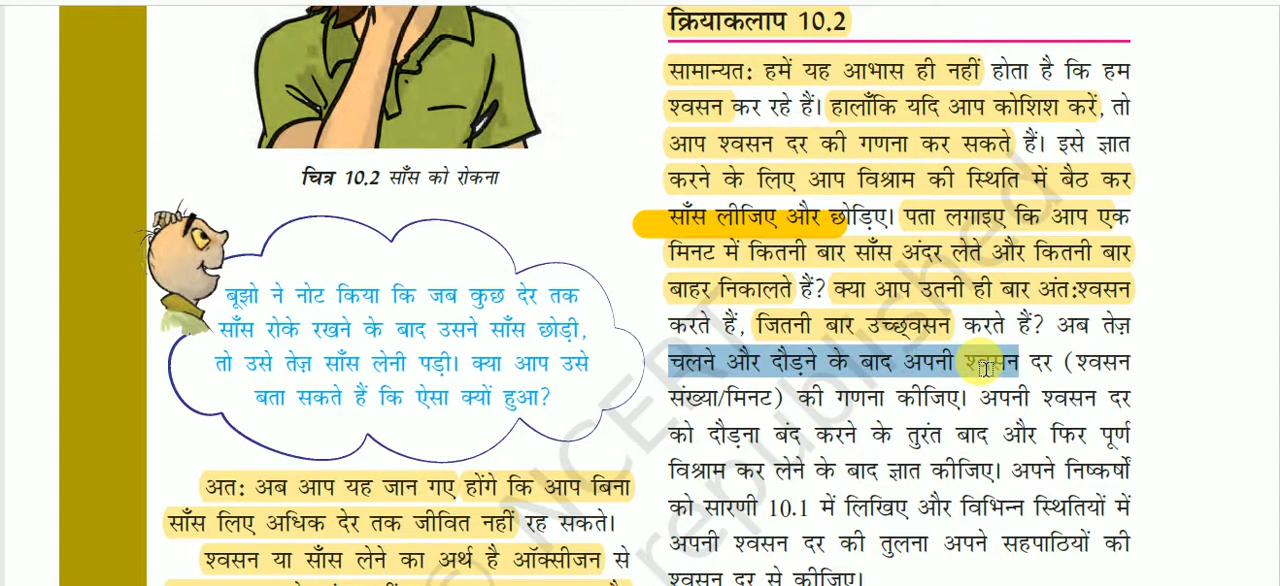 चित्र 10.2 साँस को रोकना
बूझो ने नोट किया कि जब कुछ देर तक
साँस रोके रखने के बाद उसने साँस छोड़ी,
तो उसे तेज़ साँस लेनी पड़ी। क्या आप उसे
बता सकते हैं कि ऐसा क्यों हुआ?
अत: अब आप यह जान गए होंगे कि आप बिना
साँस लिए अधिक देर तक जीवित नहीं रह सकते।
श्वसन या साँस लेने का अर्थ है ऑक्सीजन से
क्रियाकलाप 10.2
सामान्यत: हमें यह आभास ही नहीं होता है कि हम
श्वसन कर रहे हैं। हालाँकि यदि आप कोशिश करें, तो
आप श्वसन दर की गणना कर सकते हैं। इसे ज्ञात
करने के लिए आप विश्राम की स्थिति में बैठ कर
साँस लीजिए और छोड़िए। पता लगाइए कि आप एक
मिनट में कितनी बार साँस अंदर लेते और कितनी बार
बाहर निकालते हैं? क्या आप उतनी ही बार अंत:श्वसन
करते हैं, जितनी बार उच्छ्वसन करते हैं? अब तेज़
चलने और दौड़ने के बाद अपनी श्वसन दर (श्वसन
संख्या/मिनट) की गणना कीजिए। अपनी श्वसन दर
को दौड़ना बंद करने के तुरंत बाद और फिर पूर्ण
विश्राम कर लेने के बाद ज्ञात कीजिए। अपने निष्कर्षों
को सारणी 10.1 में लिखिए और विभिन्न स्थितियों में
अपनी श्वसन दर की तुलना अपने सहपाठियों की
श्वसन दर से कीजिए।
© NCERT
republished